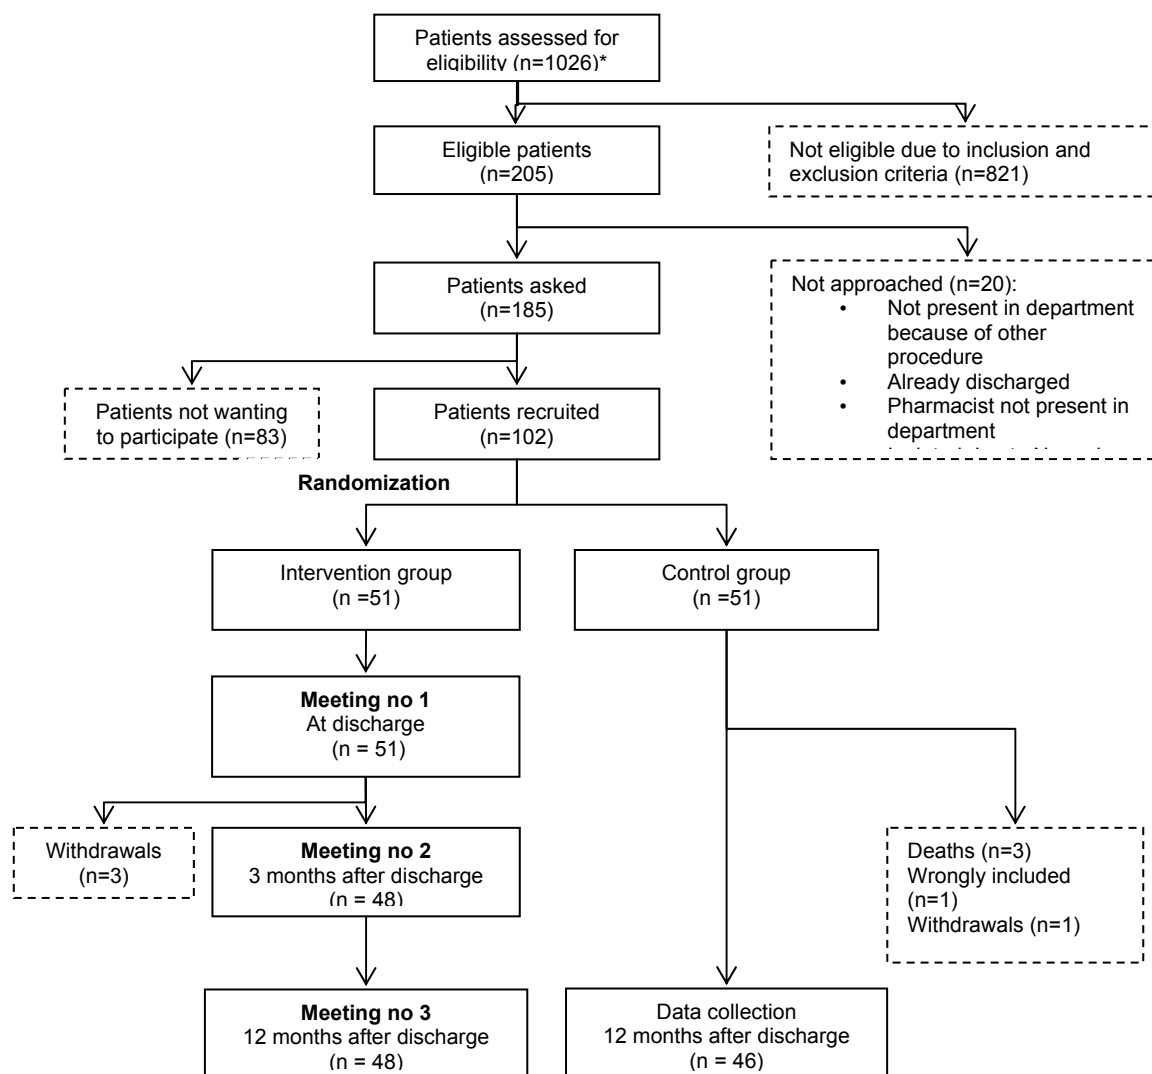 Patients assessed for
eligibility (n=1026)*
Eligible patients
(n=205)
Not eligible due to inclusion and
exclusion criteria (n=821)
Patients asked
(n=185)
Not approached (n=20):
• Not present in department
because of other
procedure
• Already discharged
• Pharmacist not present in
department
Patients not wanting
to participate (n=83)
Patients recruited
(n=102)
Randomization
Intervention group
(n =51)
Control group
(n =51)
Meeting no 1
At discharge
(n = 51)
Withdrawals
(n=3)
Meeting no 2
3 months after discharge
(n = 48)
Deaths (n=3)
Wrongly included
(n=1)
Withdrawals (n=1)
Meeting no 3
12 months after discharge
(n = 48)
Data collection
12 months after discharge
(n = 46)